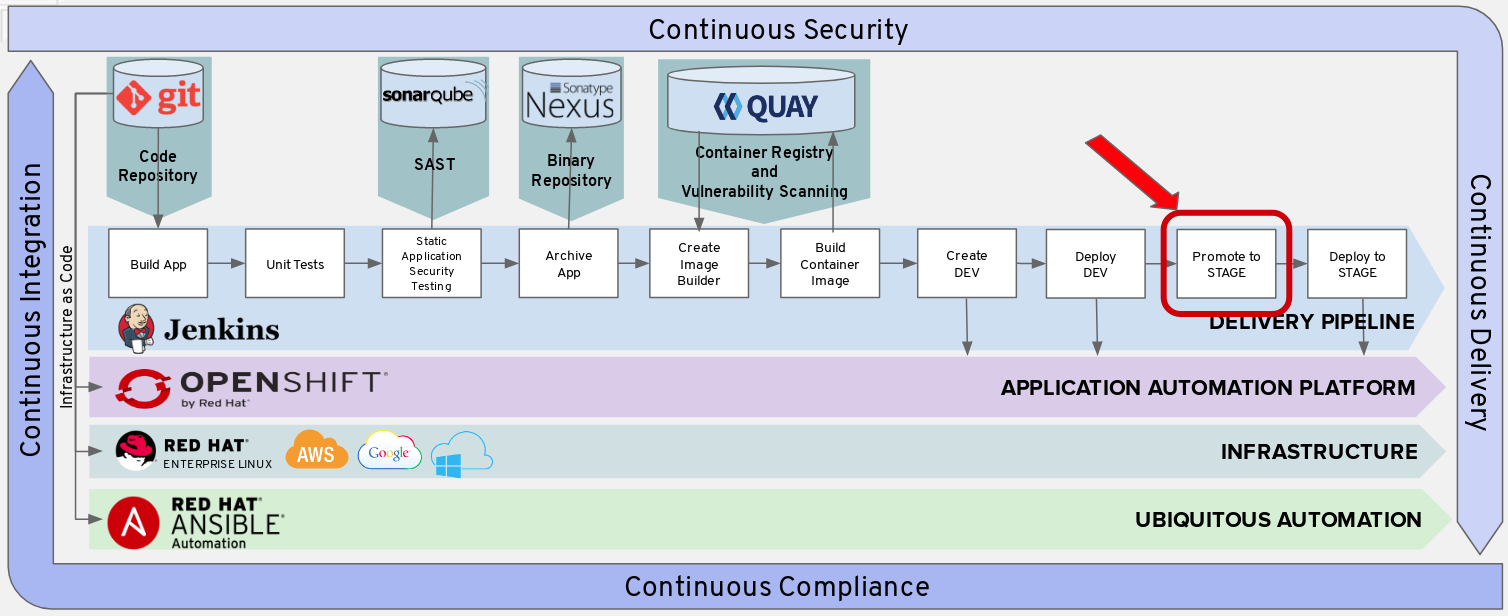 Continuous Security
Continuous Integration
Continuous Delivery
git
Code
Repository
sonarqube
SAST
Sonatype
Nexus
Binary
Repository
QUAY
Container Registry
and
Vulnerability Scanning
Infrastructure as Code
Build App
Unit Tests
Static
Application
Security
Testing
Archive
App
Create
Image
Builder
Build
Container
Image
Create
DEV
Deploy
DEV
Promote to
STAGE
Deploy to
STAGE
Jenkins
DELIVERY PIPELINE
OPENSHIFT®
by Red Hat®
APPLICATION AUTOMATION PLATFORM
RED HAT®
ENTERPRISE LINUX
AWS
Google
INFRASTRUCTURE
RED HAT®
ANSIBLE®
Automation
UBIQUITOUS AUTOMATION
Continuous Compliance